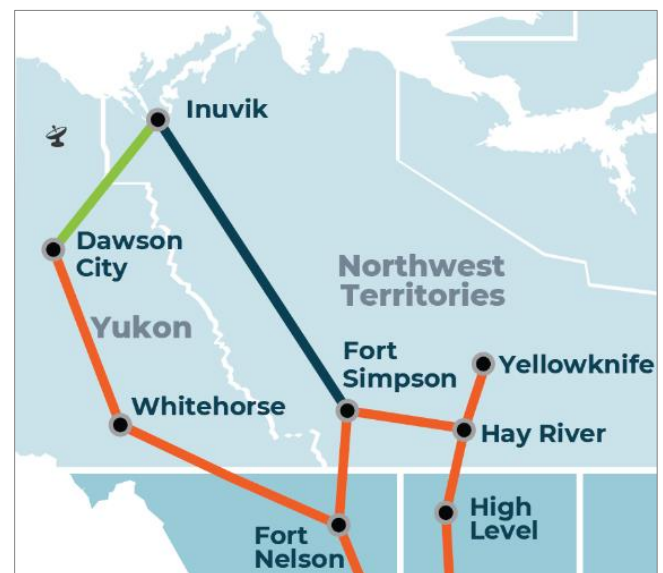 Inuvik
Dawson
City
Northwest
Territories
Yukon
Fort
Simpson
Yellowknife
Whitehorse
Hay River
High
Level
Fort
Nelson